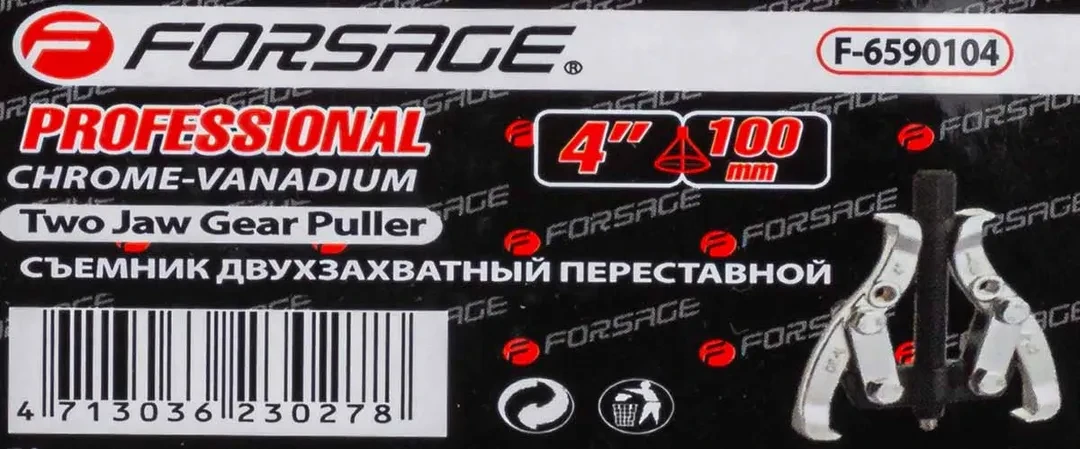 FORSAGE®
F-6590104
PROFESSIONAL
4" 100 mm
CHROME-VANADIUM
Two Jaw Gear Puller
СЪЕМНИК ДВУХЗАХВАТНЫЙ ПЕРЕСТАВНОЙ
4 713036 230278